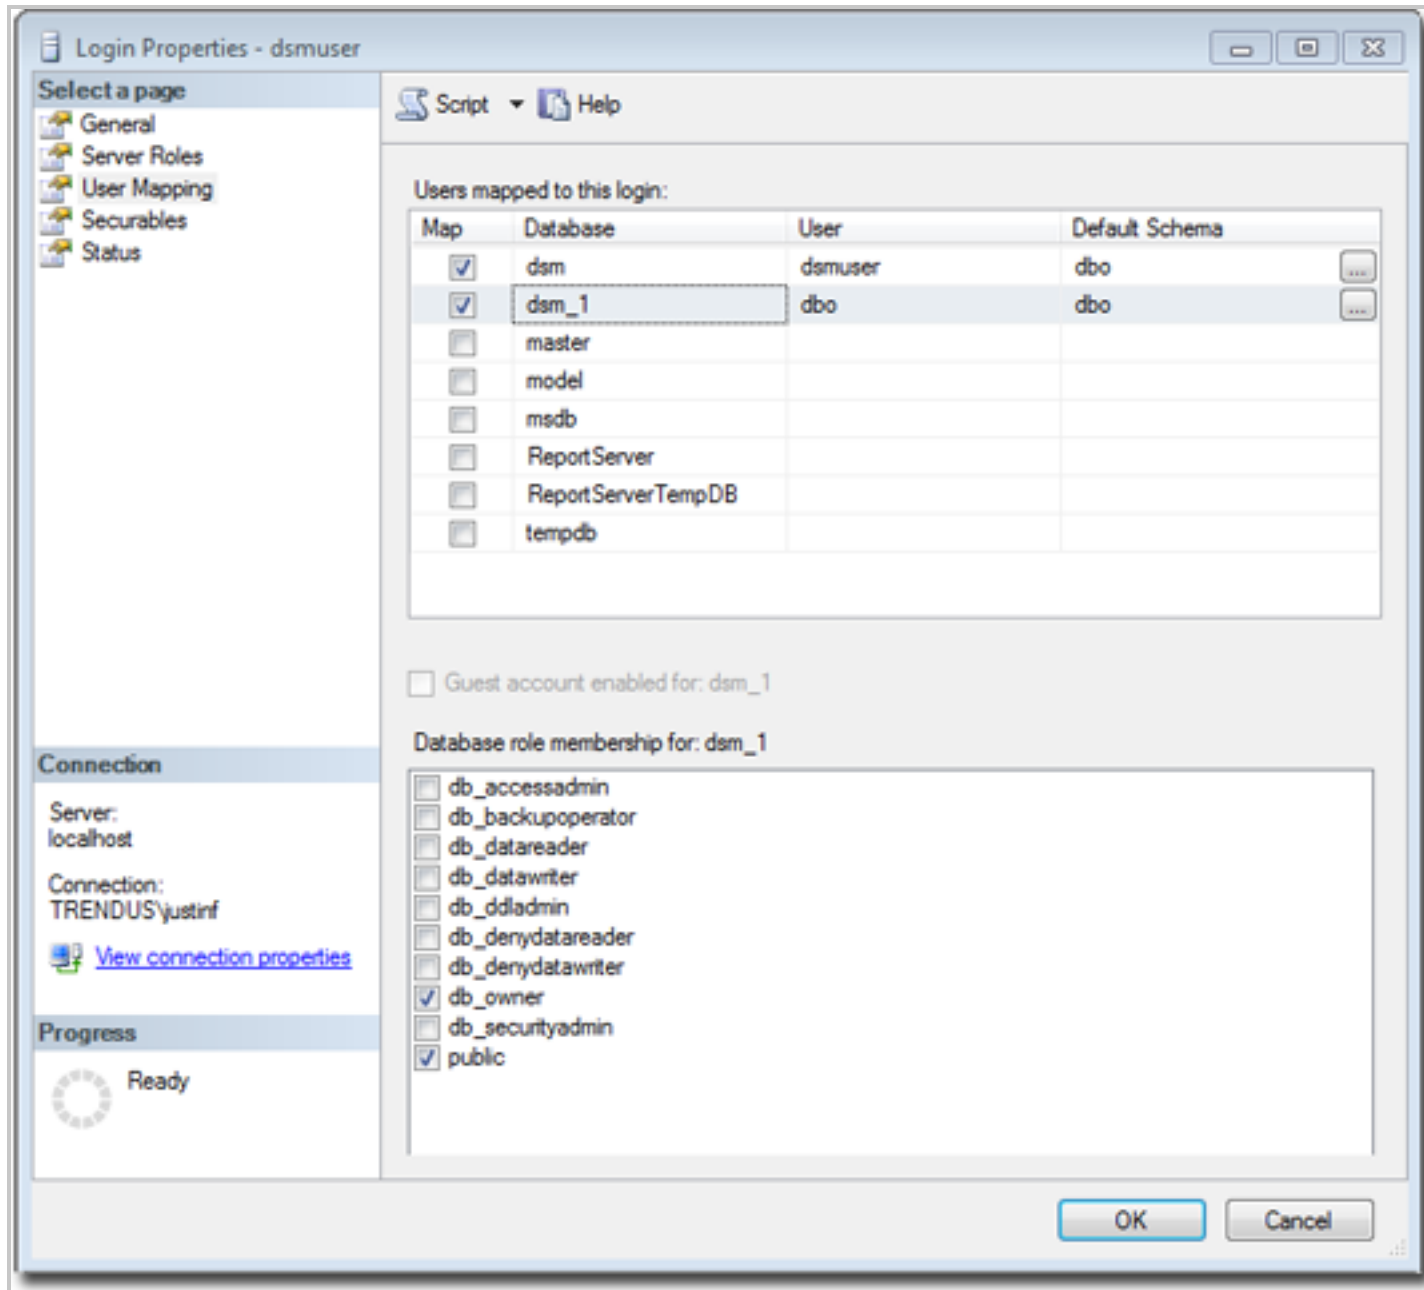 Login Properties - dsmuser
Select a page
General
Server Roles
User Mapping
Securables
Status
Script Help
Users mapped to this login:
Map Database User Default Schema
dsm dsmuser dbo ...
dsm_1 dbo dbo ...
master
model
msdb
ReportServer
ReportServerTempDB
tempdb
Guest account enabled for: dsm_1
Database role membership for: dsm_1
db_accessadmin
db_backupoperator
db_datareader
db_datawriter
db_ddladmin
db_denydatareader
db_denydatawriter
db_owner
db_securityadmin
public
Connection
Server:
localhost
Connection:
TRENDUS\justinf
View connection properties
Progress
Ready
OK Cancel